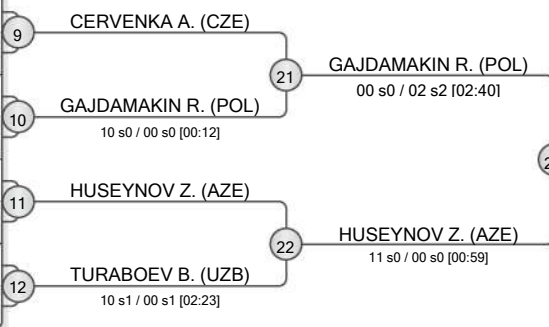 9
CERVENKA A. (CZE)
21
GAJDAMAKIN R. (POL)
00 s0 / 02 s2 [02:40]
10
GAJDAMAKIN R. (POL)
10 s0 / 00 s0 [00:12]
11
HUSEYNOV Z. (AZE)
22
HUSEYNOV Z. (AZE)
11 s0 / 00 s0 [00:59]
12
TURABOEV B. (UZB)
10 s1 / 00 s1 [02:23]